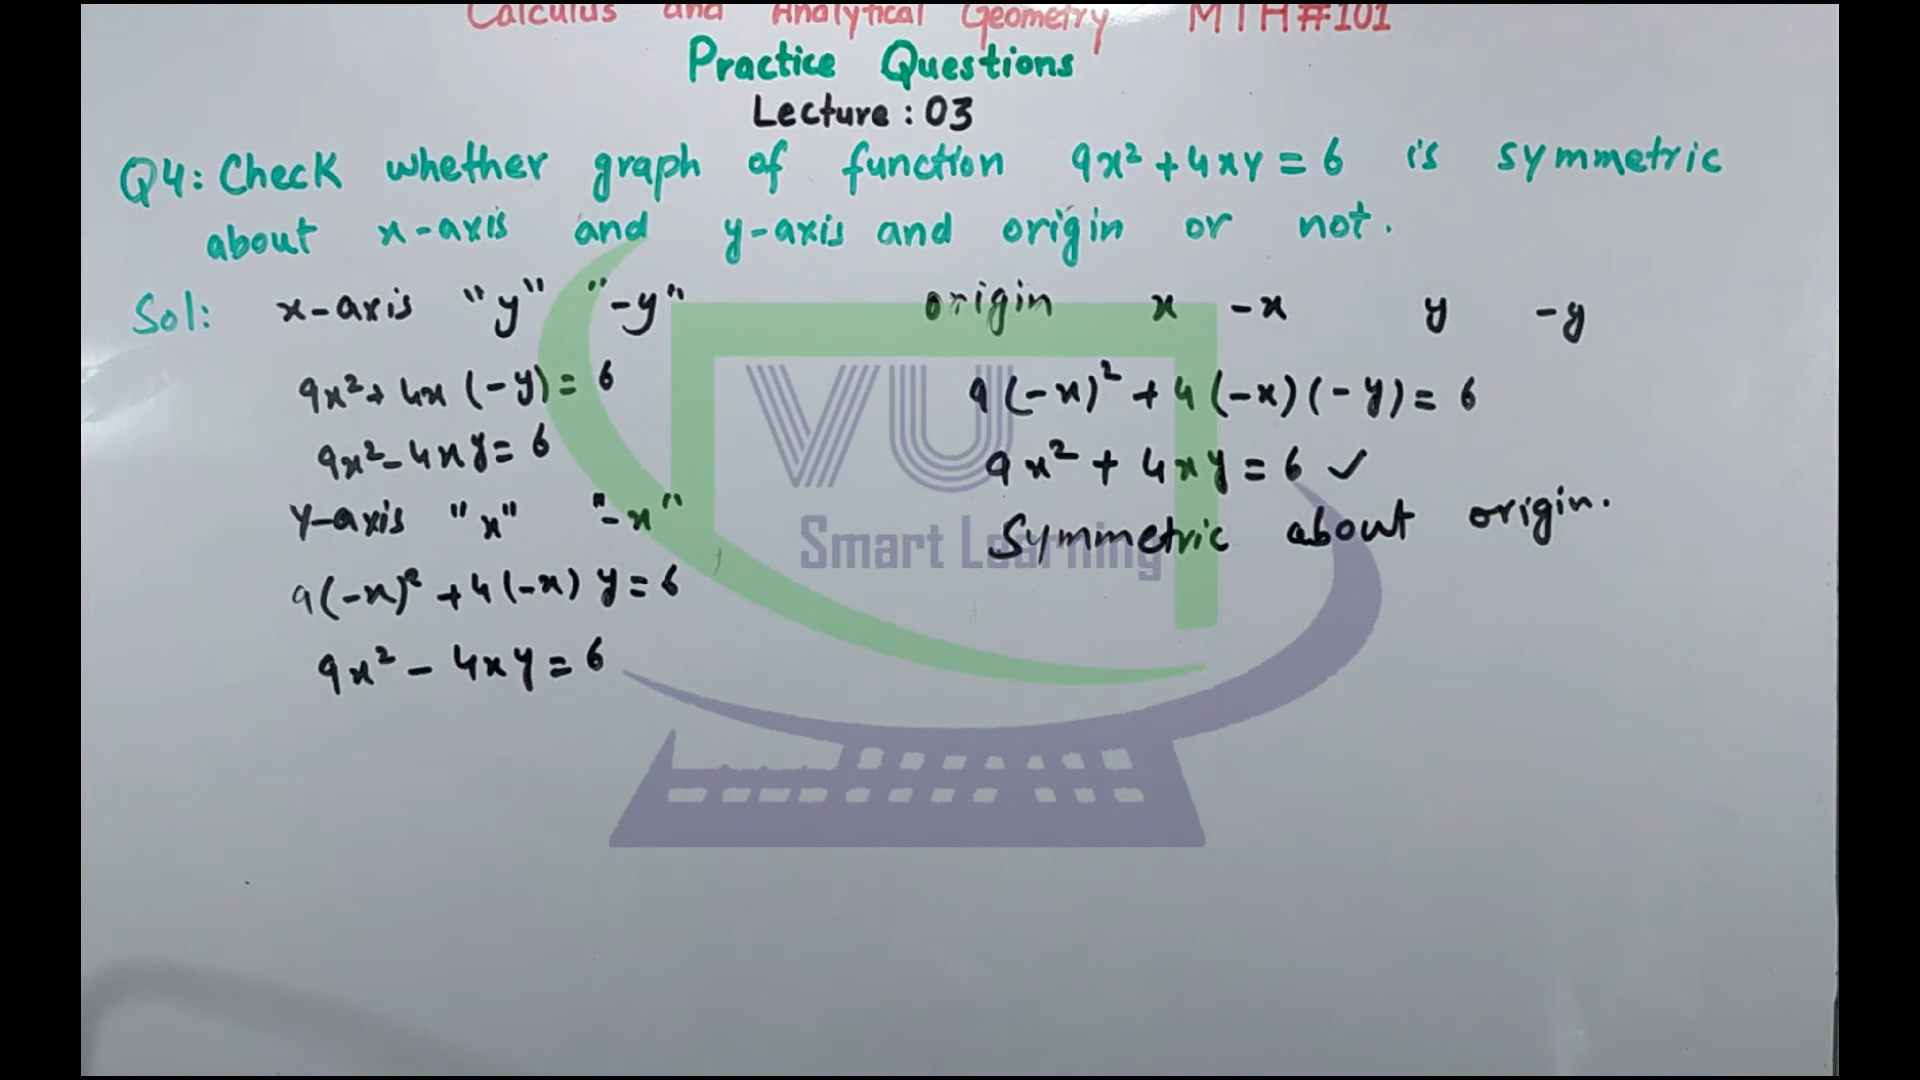 Calculus and Analytical Geometry MTH#101
Practice Questions
Lecture : 03
Q4: Check whether graph of function 9x² + 4xy = 6 is symmetric
about x-axis and y-axis and origin or not.
Sol: x-axis "y" "-y"
9x² + 4x (-y) = 6
9x² - 4xy = 6
y-axis "x" "-x"
9(-x)² + 4(-x) y = 6
9x² - 4xy = 6
origin x -x y -y
9(-x)² + 4(-x)(-y) = 6
9x² + 4xy = 6 ✓
Symmetric about origin.
VU
Smart Learning